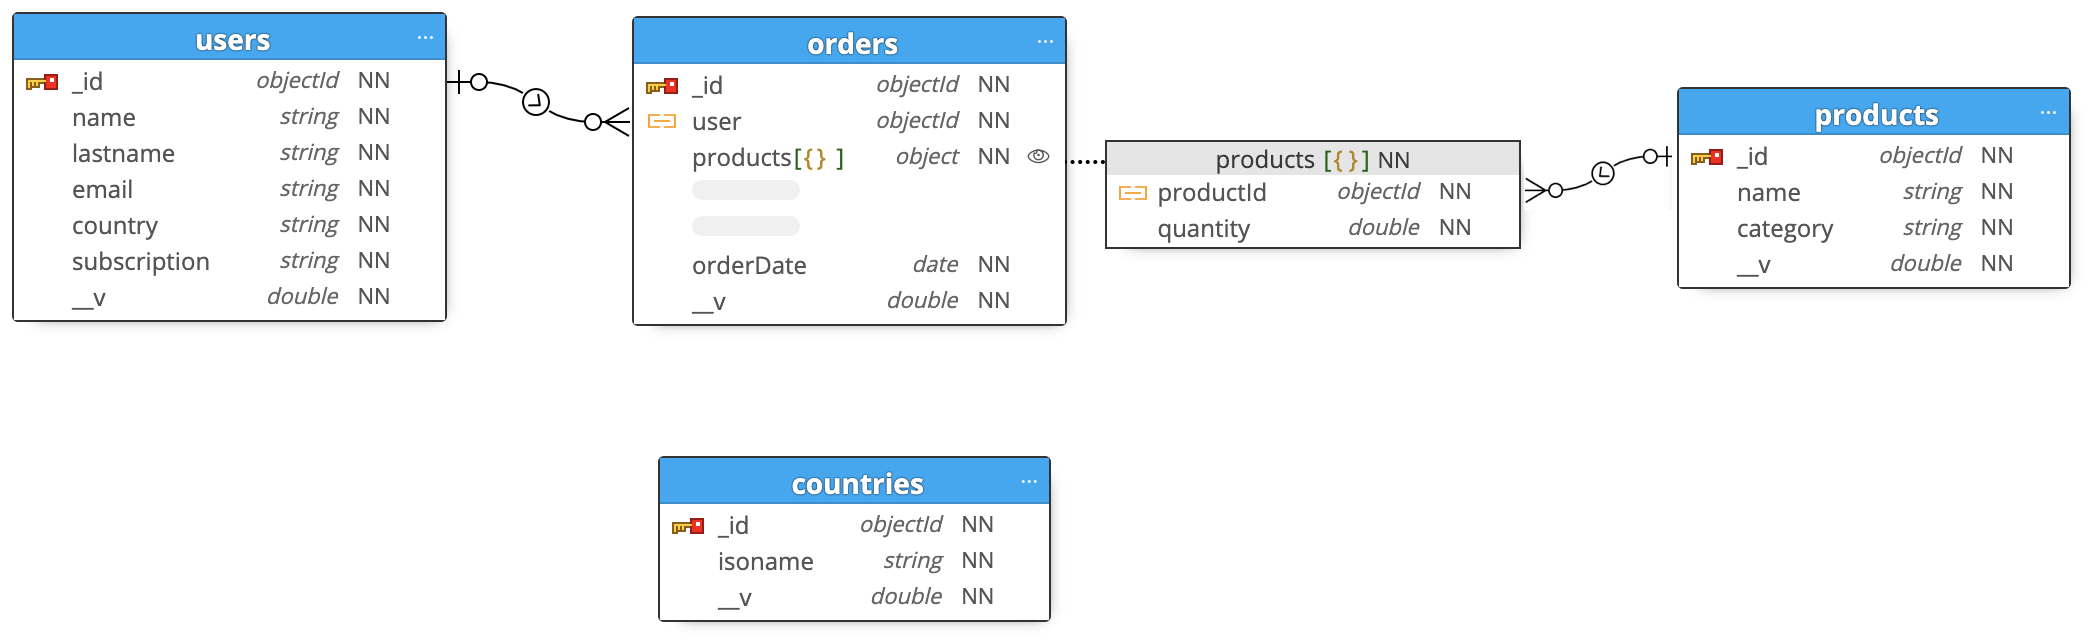 users ...
_id objectId NN
name string NN
lastname string NN
email string NN
country string NN
subscription string NN
__v double NN
orders ...
_id objectId NN
user objectId NN
products[{} ] object NN
orderDate date NN
__v double NN
products [{}] NN
productId objectId NN
quantity double NN
products ...
_id objectId NN
name string NN
category string NN
__v double NN
countries ...
_id objectId NN
isoname string NN
__v double NN